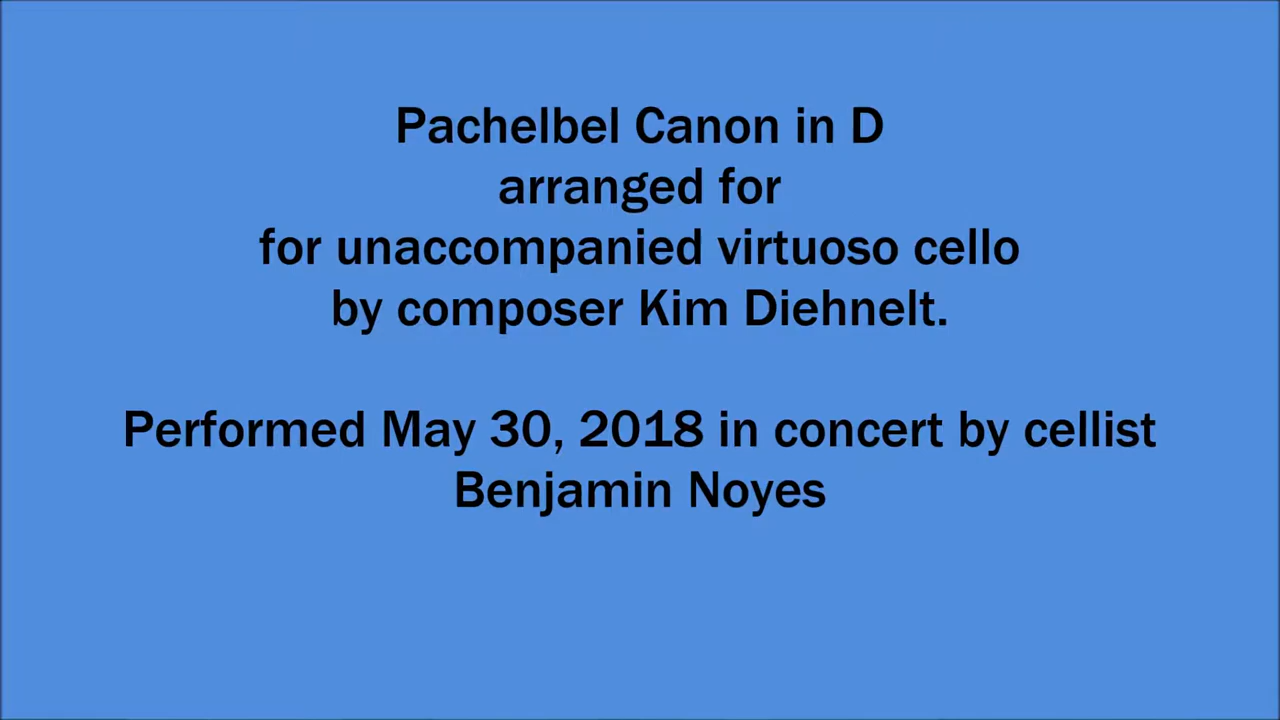 Pachelbel Canon in D
arranged for
for unaccompanied virtuoso cello
by composer Kim Diehnelt.
Performed May 30, 2018 in concert by cellist
Benjamin Noyes